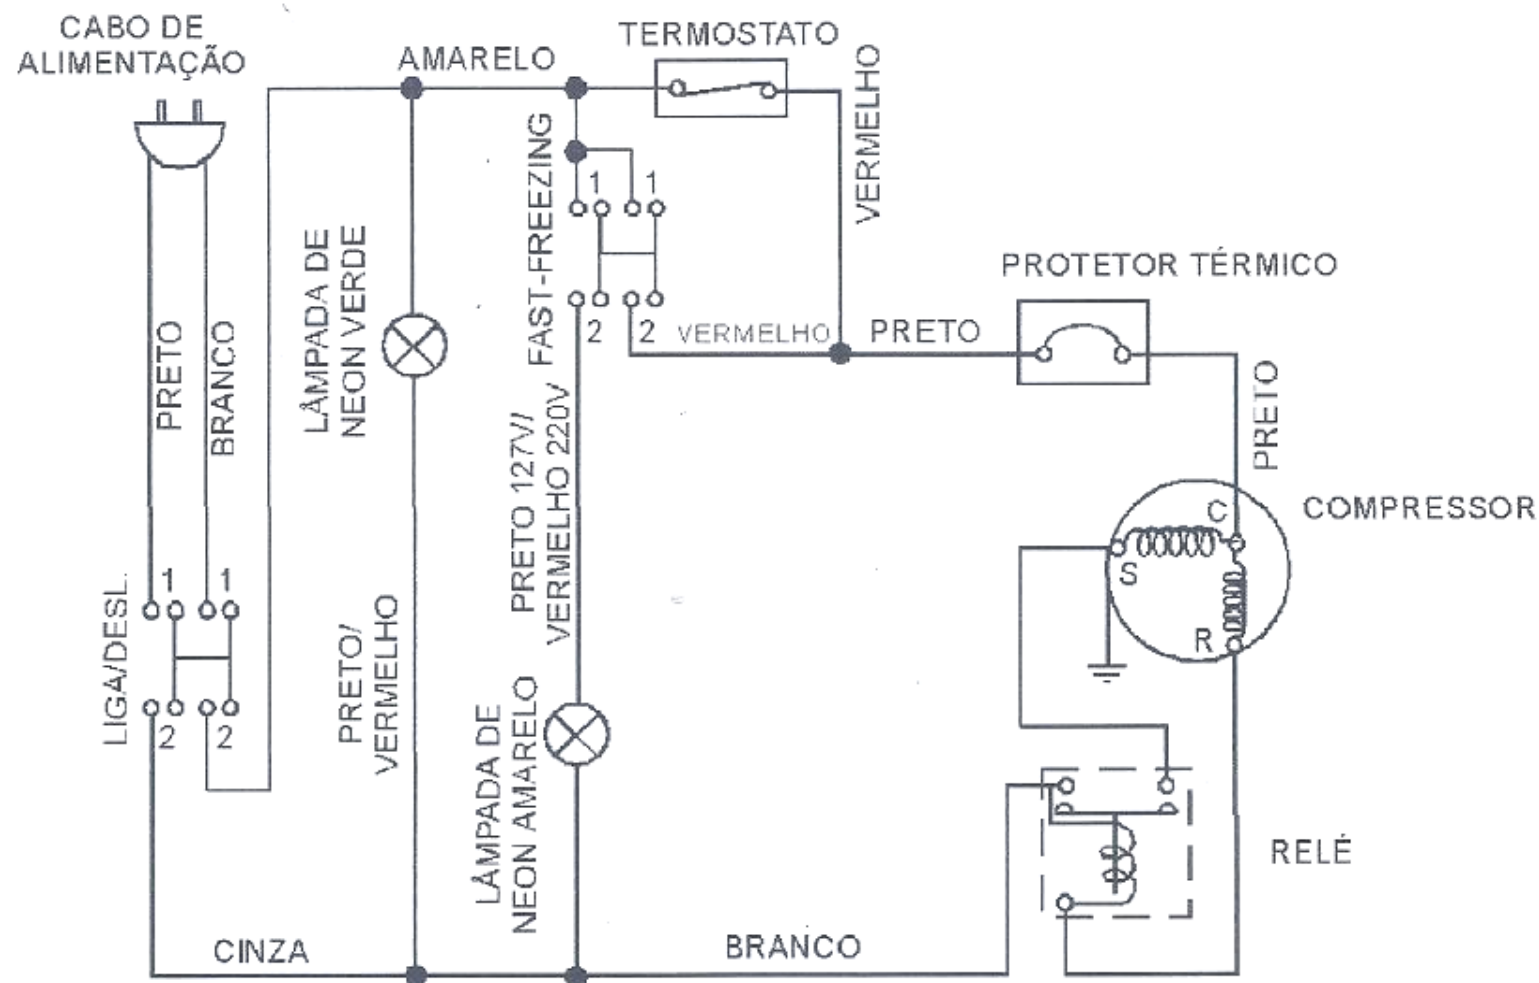 CABO DE
ALIMENTAÇÃO
AMARELO
TERMOSTATO
VERMELHO
FAST-FREEZING
1 1
2 2
VERMELHO
PRETO
PROTETOR TÉRMICO
PRETO
LÂMPADA DE
NEON VERDE
PRETO
BRANCO
PRETO 127V/
VERMELHO 220V
COMPRESSOR
C
S
R
LIGA/DESL.
1 1
2 2
PRETO/
VERMELHO
LÂMPADA DE
NEON AMARELO
RELÉ
CINZA
BRANCO